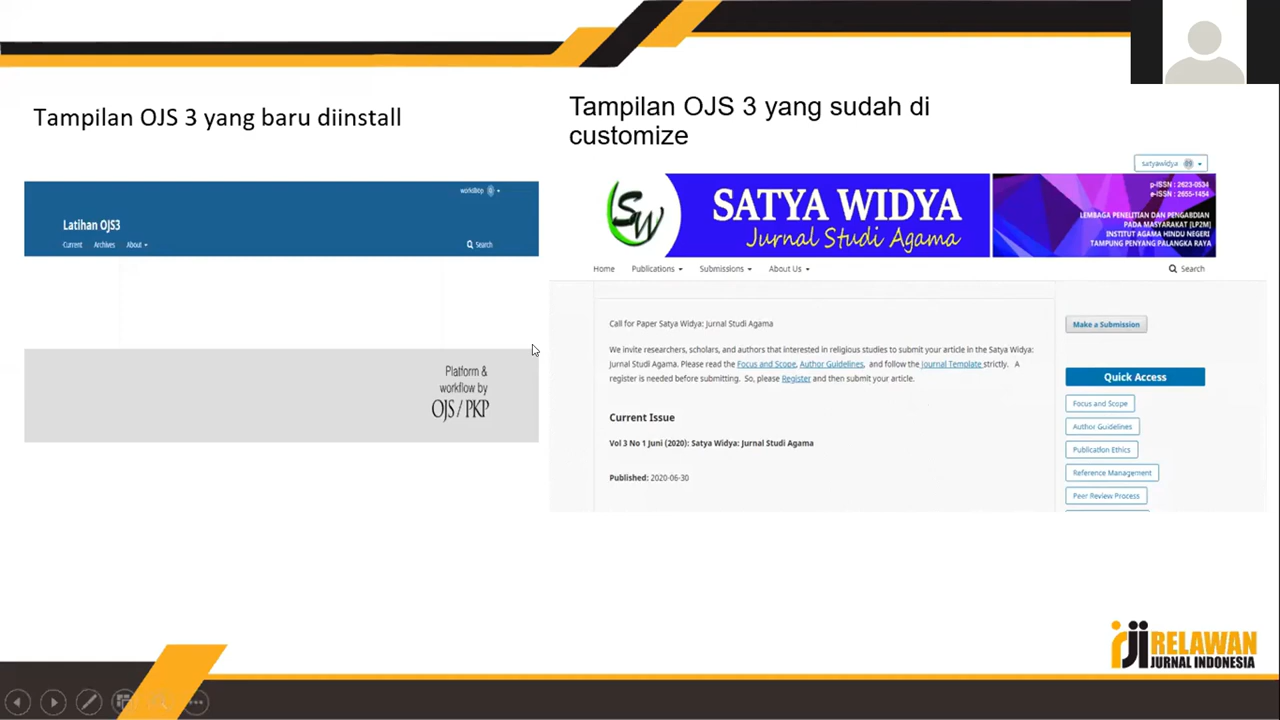 Tampilan OJS 3 yang baru diinstall
workshop 0
Latihan OJS3
Current Archives About
Search
Platform &
workflow by
OJS / PKP
Tampilan OJS 3 yang sudah di
customize
satyawidya 89
SW
SATYA WIDYA
Jurnal Studi Agama
p-ISSN : 2623-0534
e-ISSN : 2655-1454
LEMBAGA PENELITIAN DAN PENGABDIAN
PADA MASYARAKAT [LP2M]
INSTITUT AGAMA HINDU NEGERI
TAMPUNG PENYANG PALANGKA RAYA
Home Publications Submissions About Us Search
Call for Paper Satya Widya: Jurnal Studi Agama
We invite researchers, scholars, and authors that interested in religious studies to submit your article in the Satya Widya:
Jurnal Studi Agama. Please read the Focus and Scope, Author Guidelines, and follow the Journal Template strictly. A
register is needed before submitting. So, please Register and then submit your article.
Current Issue
Vol 3 No 1 Juni (2020): Satya Widya: Jurnal Studi Agama
Published: 2020-06-30
Make a Submission
Quick Access
Focus and Scope
Author Guidelines
Publication Ethics
Reference Management
Peer Review Process
rji RELAWAN
JURNAL INDONESIA